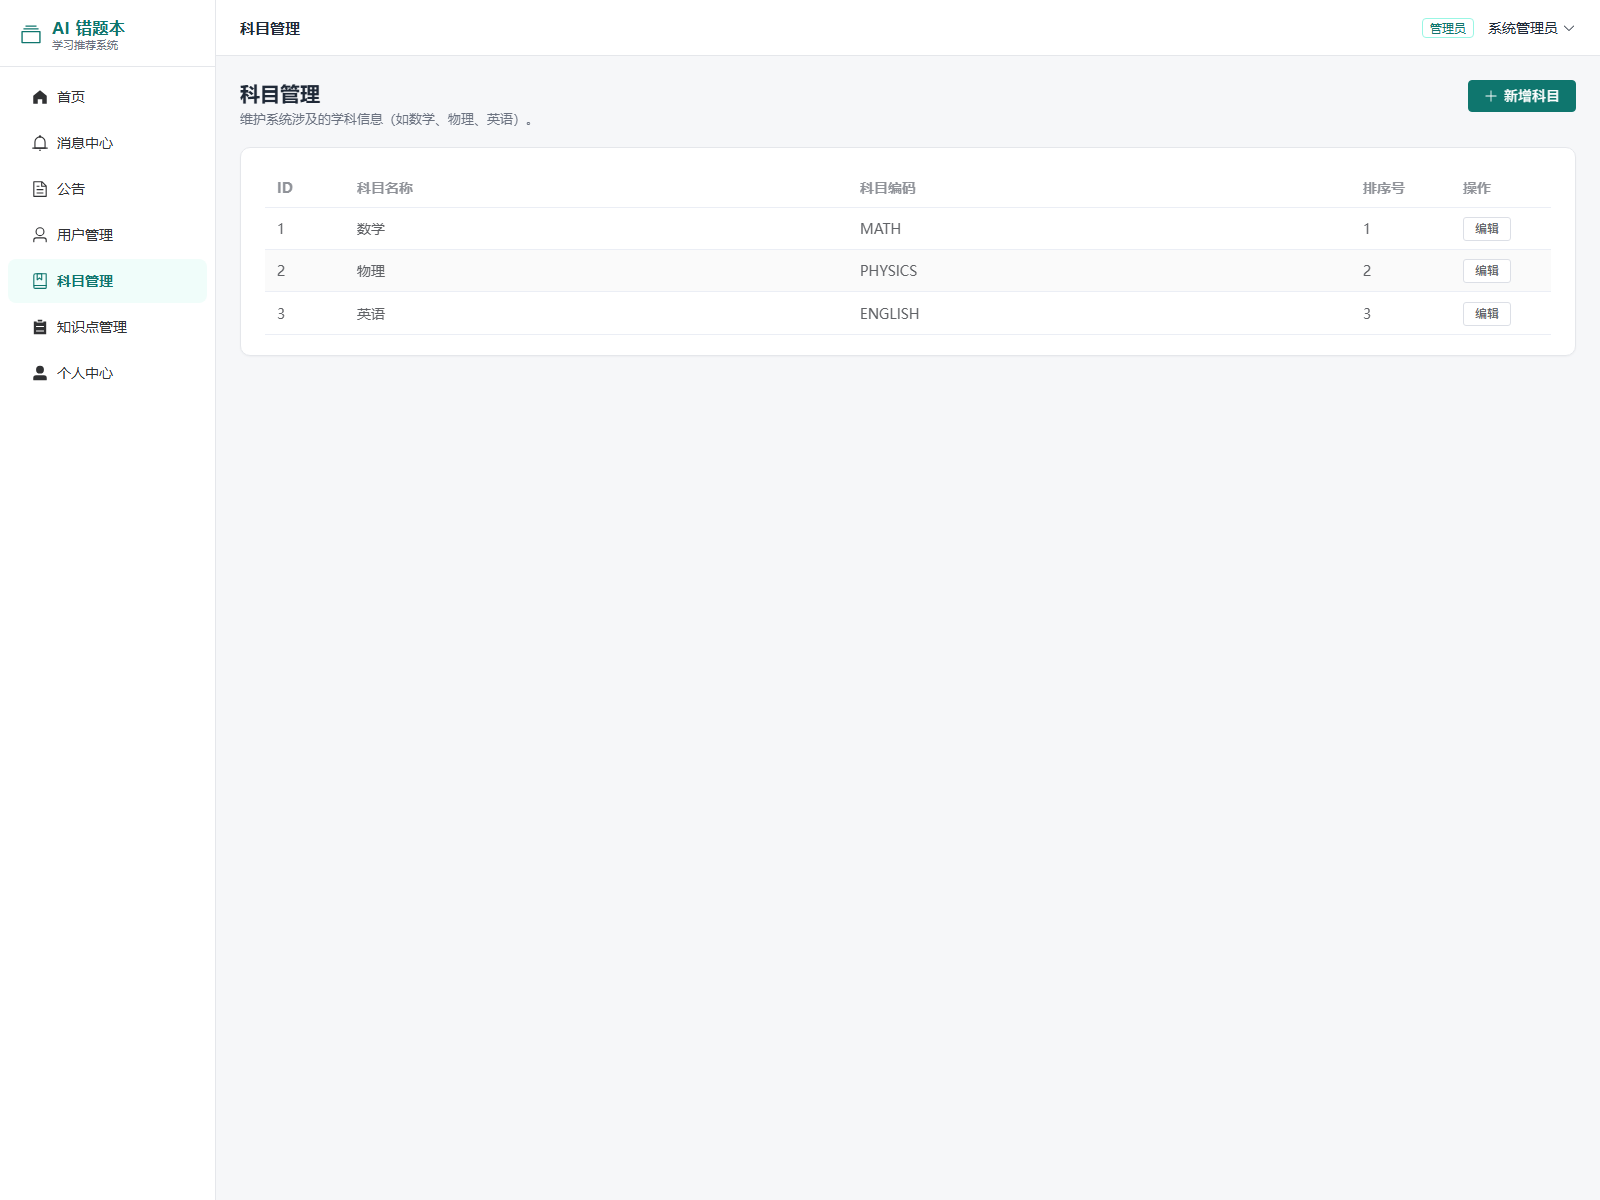 AI 错题本
学习推荐系统
首页
消息中心
公告
用户管理
科目管理
知识点管理
个人中心
科目管理
管理员 系统管理员
科目管理
维护系统涉及的学科信息（如数学、物理、英语）。
新增科目
ID 科目名称 科目编码 排序号 操作
1 数学 MATH 1 编辑
2 物理 PHYSICS 2 编辑
3 英语 ENGLISH 3 编辑